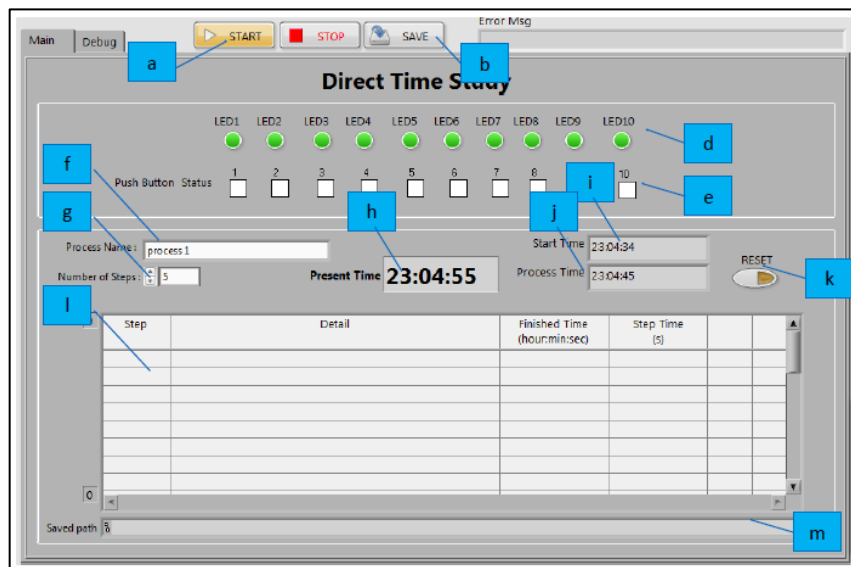 Error Msg
Main Debug START STOP SAVE
a b
Direct Time Study
LED1 LED2 LED3 LED4 LED5 LED6 LED7 LED8 LED9 LED10
d
f
Push Button Status 1 2 3 4 5 6 7 8 10
i e
g h j
Process Name: process 1
Start Time 23:04:34
Number of Steps: 5
Present Time 23:04:55
Process Time 23:04:45
RESET
k
l
Step Detail Finished Time Step Time
(hour:min:sec) (S)
0
Saved path
m